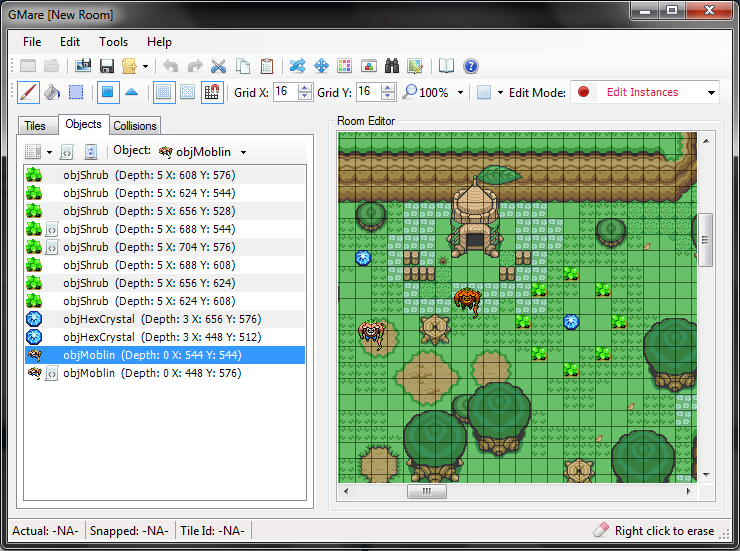 GMare [New Room]
File Edit Tools Help
Grid X: 16 Grid Y: 16 100% Edit Mode: Edit Instances
Tiles Objects Collisions
Room Editor
Object: objMoblin
objShrub (Depth: 5 X: 608 Y: 576)
objShrub (Depth: 5 X: 624 Y: 544)
objShrub (Depth: 5 X: 656 Y: 528)
objShrub (Depth: 5 X: 688 Y: 544)
objShrub (Depth: 5 X: 704 Y: 576)
objShrub (Depth: 5 X: 688 Y: 608)
objShrub (Depth: 5 X: 656 Y: 624)
objShrub (Depth: 5 X: 624 Y: 608)
objHexCrystal (Depth: 3 X: 656 Y: 576)
objHexCrystal (Depth: 3 X: 448 Y: 512)
objMoblin (Depth: 0 X: 544 Y: 544)
objMoblin (Depth: 0 X: 448 Y: 576)
Actual: -NA- Snapped: -NA- Tile Id: -NA- Right click to erase